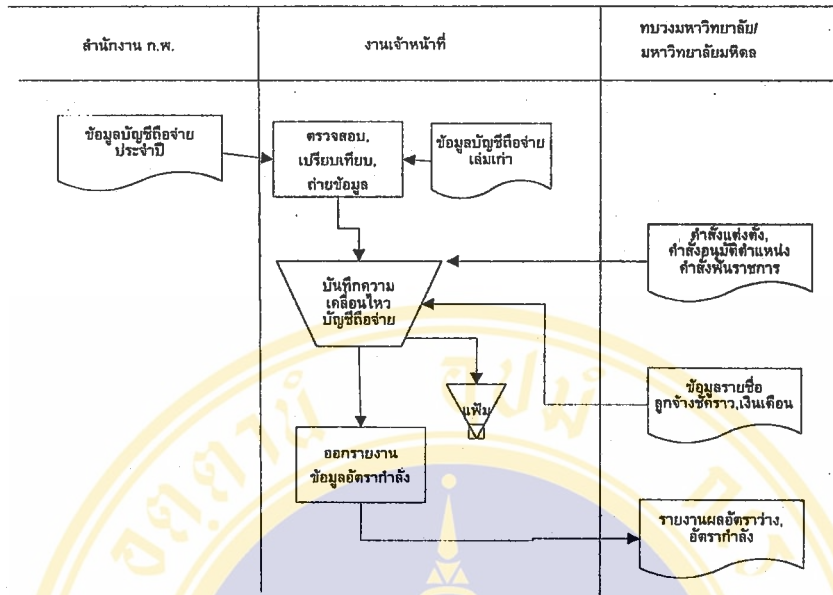 สำนักงาน ก.พ.
งานเจ้าหน้าที่
ทบวงมหาวิทยาลัย/
มหาวิทยาลัยมหิดล
ข้อมูลบัญชีถือจ่าย
ประจำปี
ตรวจสอบ,
เปรียบเทียบ,
ถ่ายข้อมูล
ข้อมูลบัญชีถือจ่าย
เล่มเก่า
คำสั่งแต่งตั้ง,
คำสั่งอนุมัติตำแหน่ง
คำสั่งพ้นราชการ
บันทึกความ
เคลื่อนไหว
บัญชีถือจ่าย
แฟ้ม
ข้อมูลรายชื่อ
ลูกจ้างชั่คราว,เงินเดือน
ออกรายงาน
ข้อมูลอัตรากำลัง
รายงานผลอัตราว่าง,
อัตรากำลัง
อตฺตานํ อุปมํ กเร